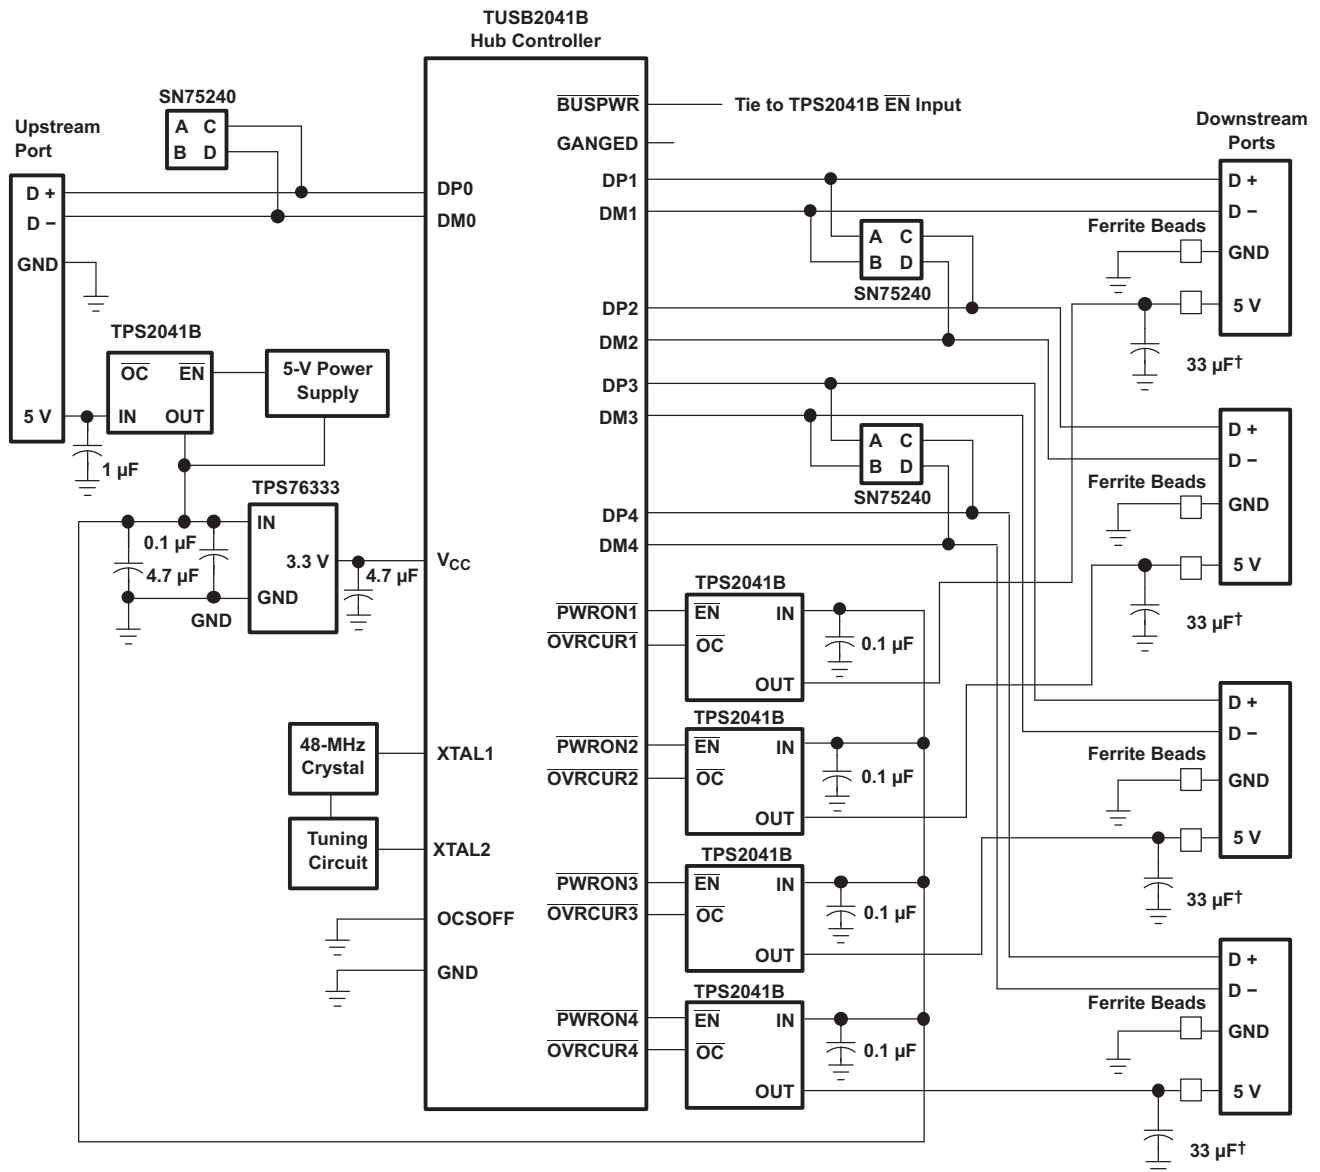 TUSB2041B
Hub Controller
SN75240
A C
B D
Upstream
Port
D +
D −
GND
5 V
TPS2041B
OC EN
IN OUT
5-V Power
Supply
1 µF
TPS76333
IN
3.3 V
GND
0.1 µF
4.7 µF
GND
4.7 µF
48-MHz
Crystal
Tuning
Circuit
DP0
DM0
VCC
XTAL1
XTAL2
OCSOFF
GND
BUSPWR
Tie to TPS2041B EN Input
GANGED
DP1
DM1
DP2
DM2
DP3
DM3
DP4
DM4
PWRON1
OVRCUR1
PWRON2
OVRCUR2
PWRON3
OVRCUR3
PWRON4
OVRCUR4
A C
B D
SN75240
A C
B D
SN75240
TPS2041B
EN IN
OC
OUT
0.1 µF
TPS2041B
EN IN
OC
OUT
0.1 µF
TPS2041B
EN IN
OC
OUT
0.1 µF
TPS2041B
EN IN
OC
OUT
0.1 µF
Downstream
Ports
D +
D −
Ferrite Beads
GND
5 V
33 µF†
D +
D −
Ferrite Beads
GND
5 V
33 µF†
D +
D −
Ferrite Beads
GND
5 V
33 µF†
D +
D −
Ferrite Beads
GND
5 V
33 µF†